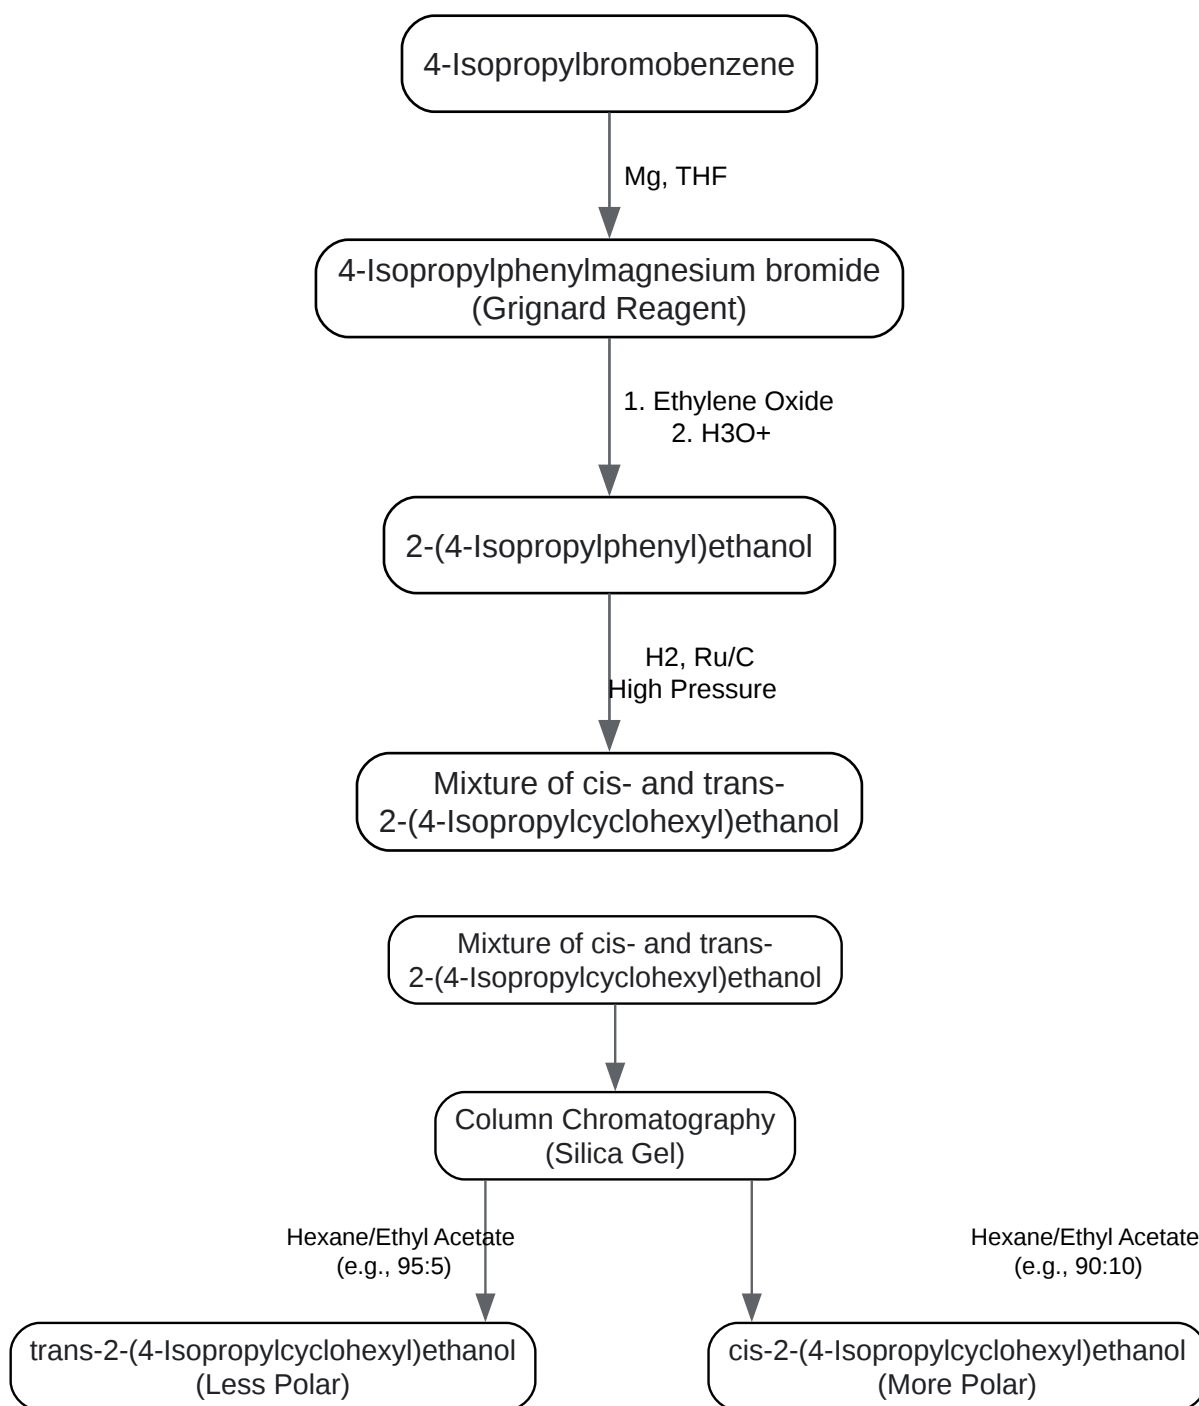 4-Isopropylbromobenzene
Mg, THF
4-Isopropylphenylmagnesium bromide
(Grignard Reagent)
1. Ethylene Oxide
2. H3O+
2-(4-Isopropylphenyl)ethanol
H2, Ru/C
High Pressure
Mixture of cis- and trans-
2-(4-Isopropylcyclohexyl)ethanol
Mixture of cis- and trans-
2-(4-Isopropylcyclohexyl)ethanol
Column Chromatography
(Silica Gel)
Hexane/Ethyl Acetate
(e.g., 95:5)
Hexane/Ethyl Acetate
(e.g., 90:10)
trans-2-(4-Isopropylcyclohexyl)ethanol
(Less Polar)
cis-2-(4-Isopropylcyclohexyl)ethanol
(More Polar)